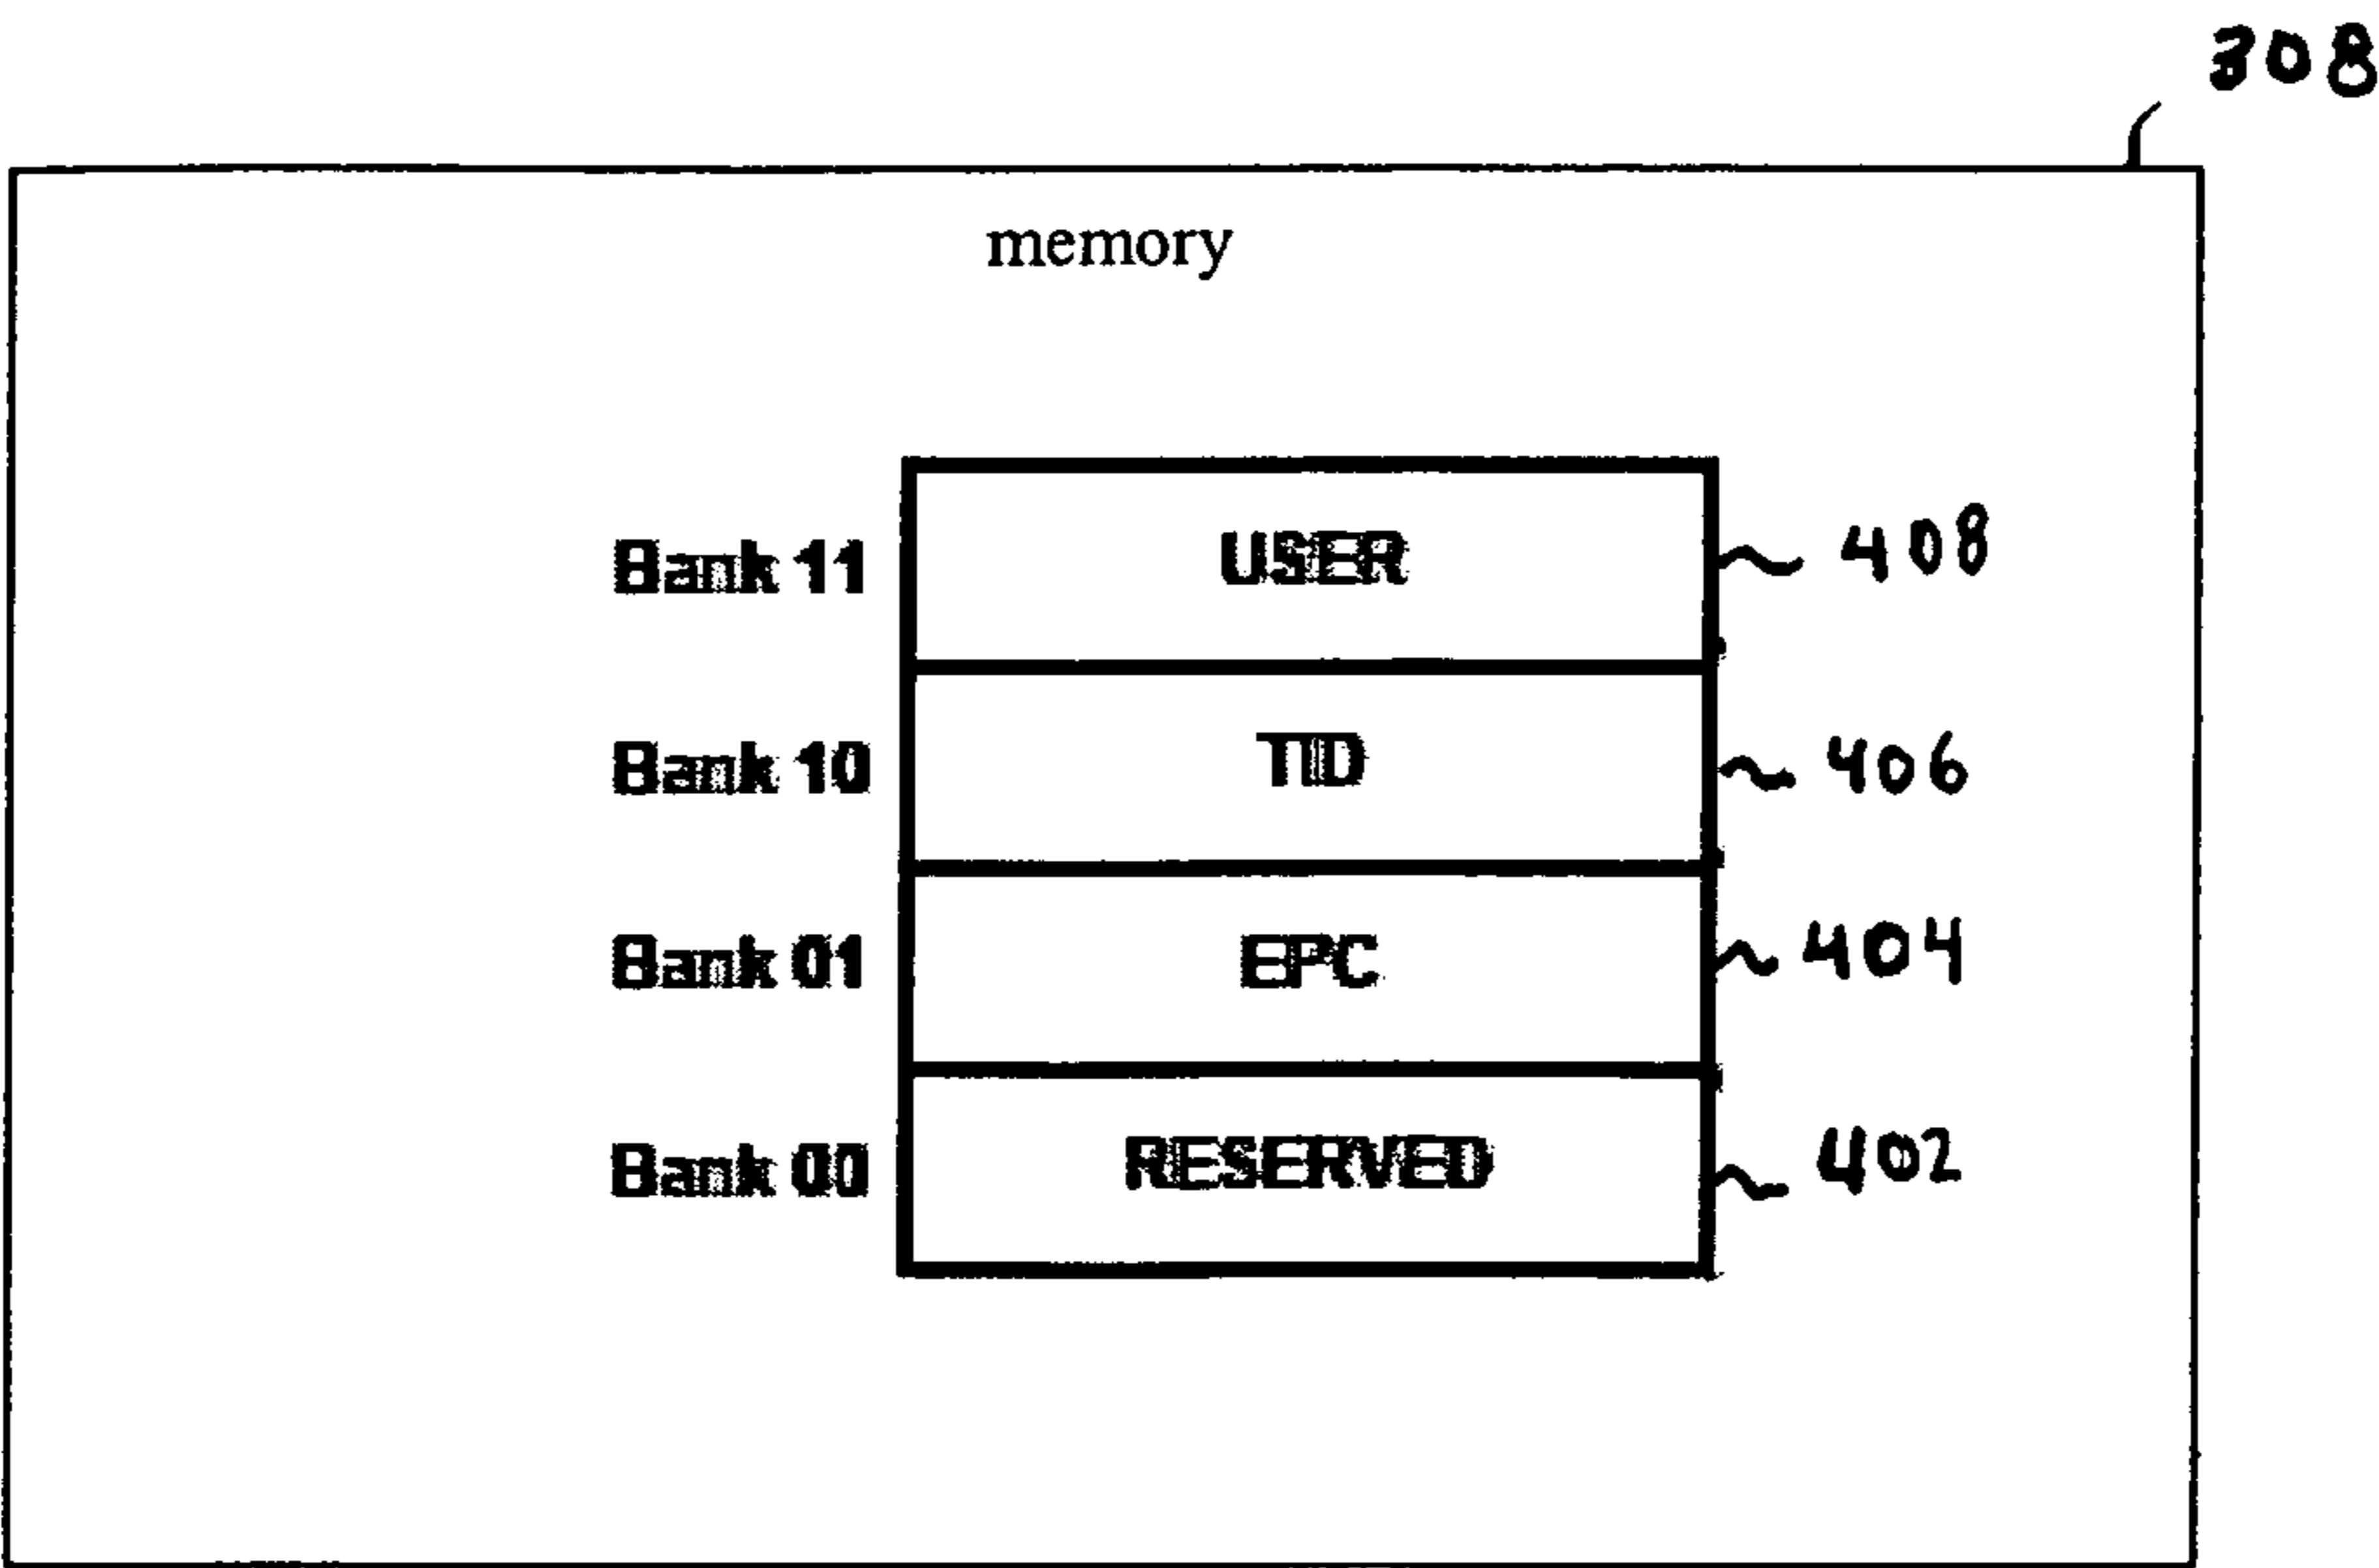 308
memory
Bank 11 USER 408
Bank 10 TID 406
Bank 01 EPC 404
Bank 00 RESERVED 402